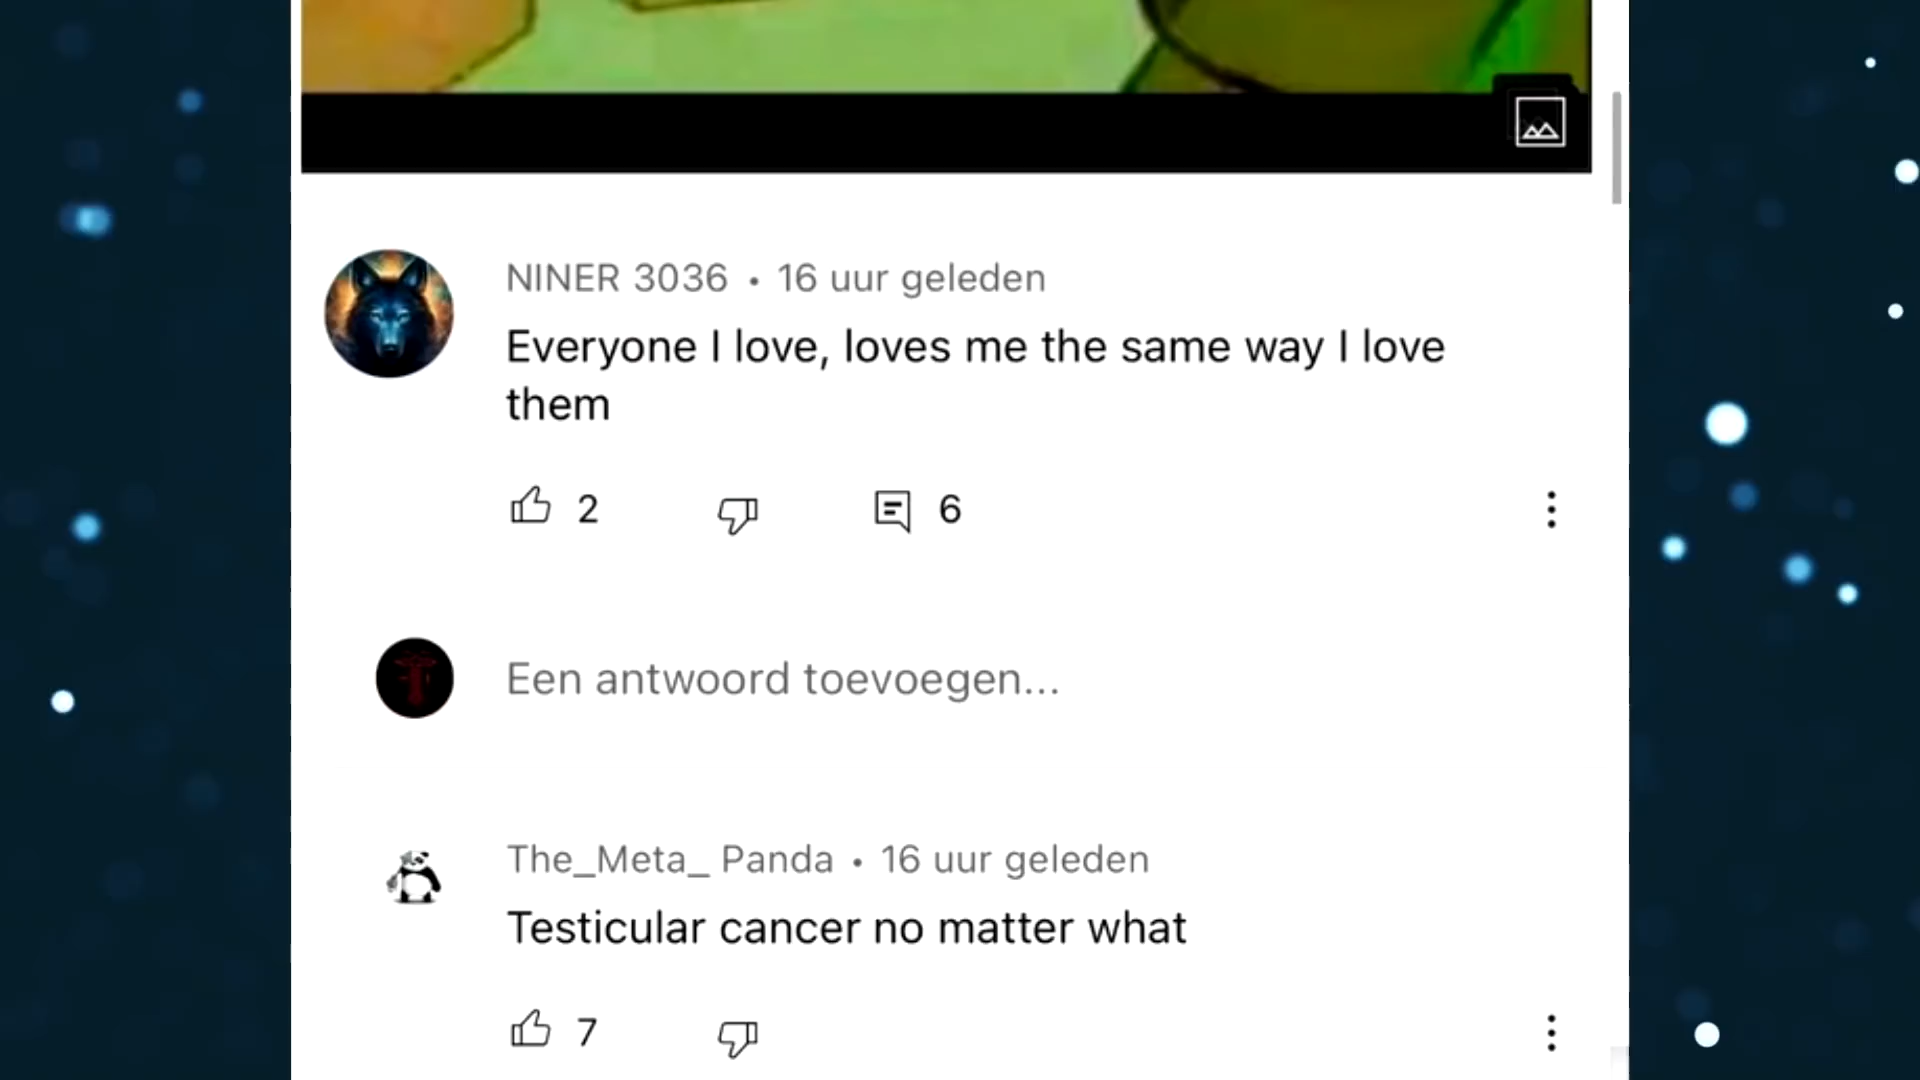 NINER 3036 • 16 uur geleden
Everyone I love, loves me the same way I love
them
2 6
Een antwoord toevoegen...
The_Meta_ Panda • 16 uur geleden
Testicular cancer no matter what
7